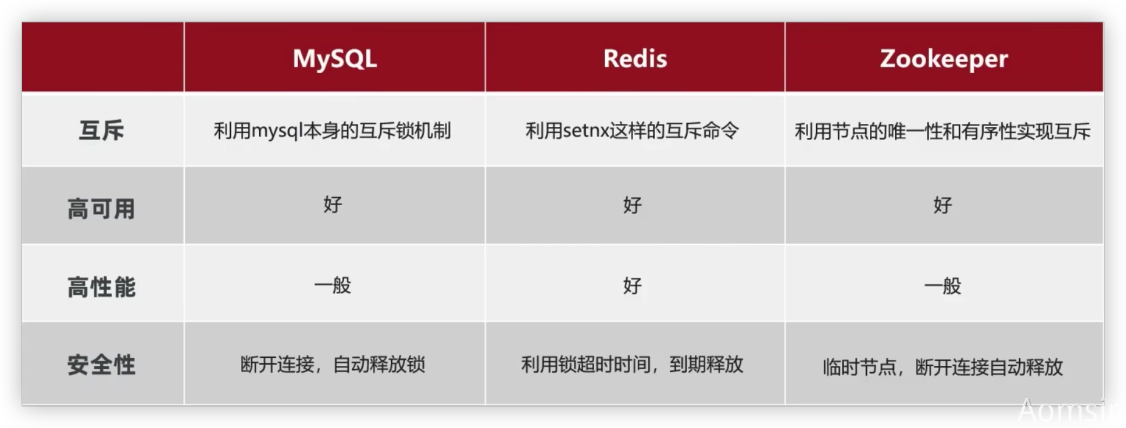 MySQL Redis Zookeeper
互斥 利用mysql本身的互斥锁机制 利用setnx这样的互斥命令 利用节点的唯一性和有序性实现互斥
高可用 好 好 好
高性能 一般 好 一般
安全性 断开连接，自动释放锁 利用锁超时时间，到期释放 临时节点，断开连接自动释放